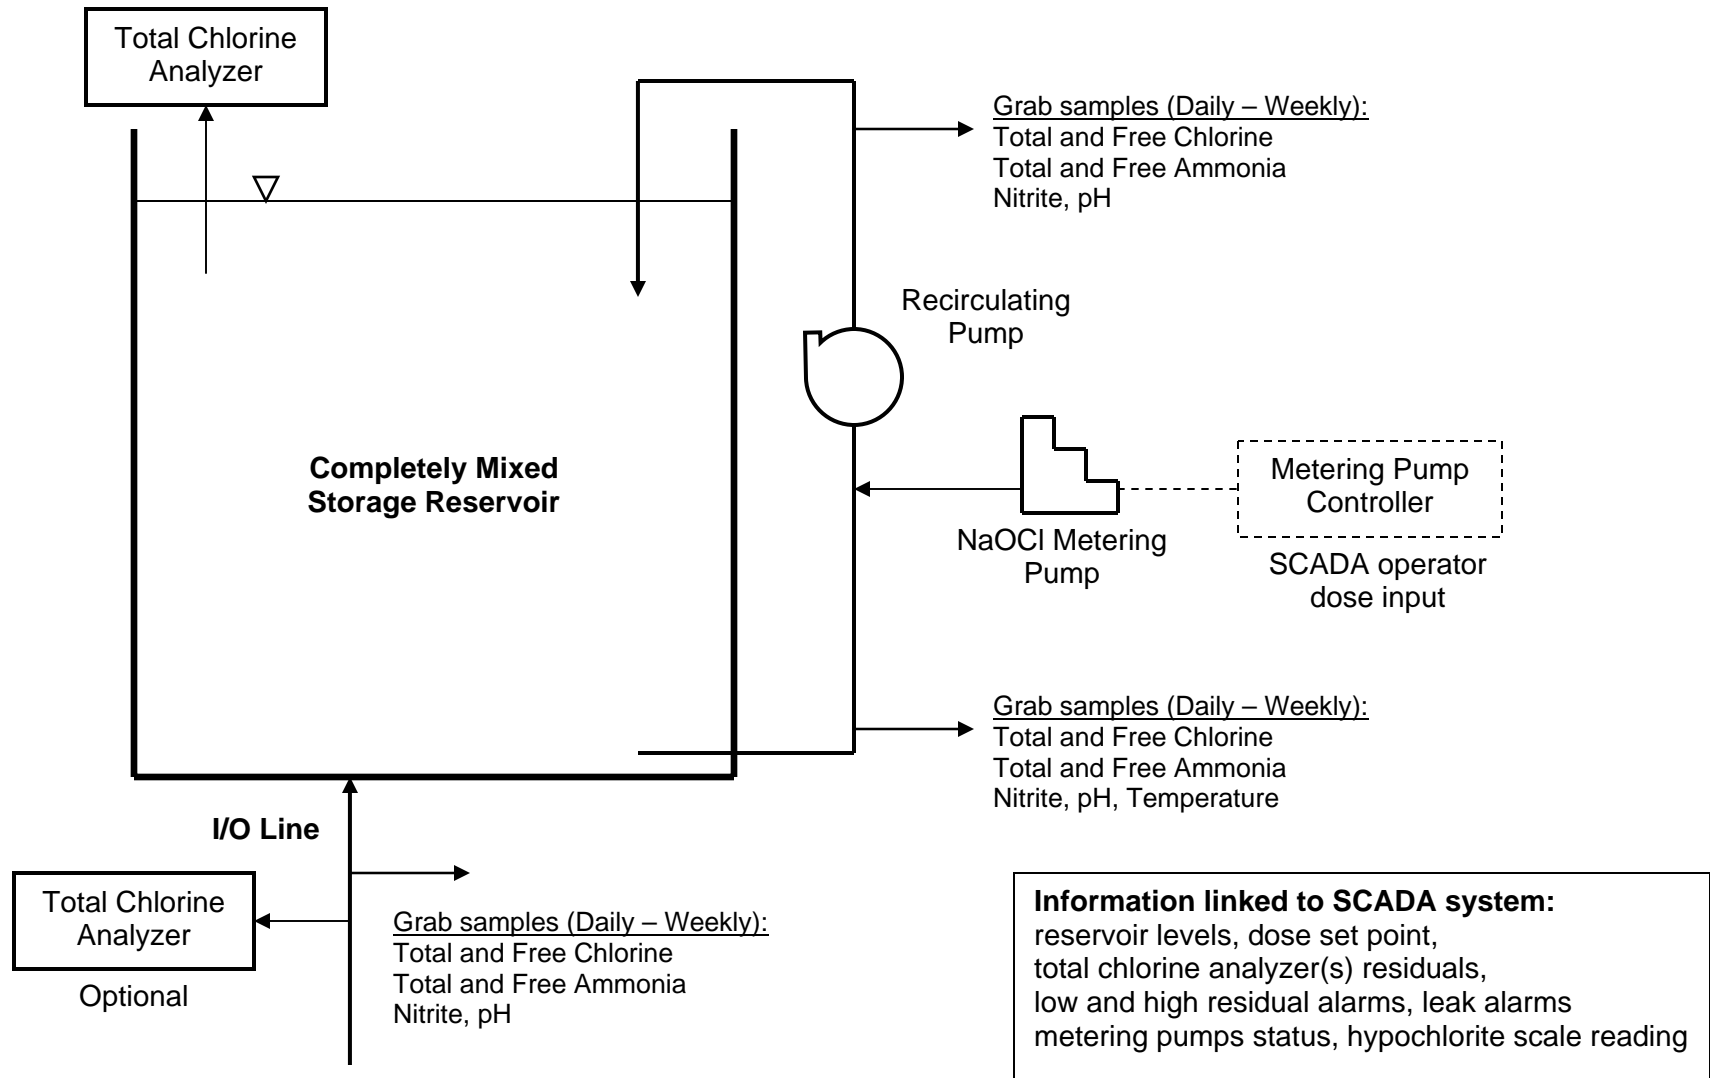 Total Chlorine
Analyzer
Grab samples (Daily – Weekly):
Total and Free Chlorine
Total and Free Ammonia
Nitrite, pH
Recirculating
Pump
Completely Mixed
Storage Reservoir
Metering Pump
Controller
NaOCl Metering
Pump
SCADA operator
dose input
Grab samples (Daily – Weekly):
Total and Free Chlorine
Total and Free Ammonia
Nitrite, pH, Temperature
I/O Line
Total Chlorine
Analyzer
Optional
Grab samples (Daily – Weekly):
Total and Free Chlorine
Total and Free Ammonia
Nitrite, pH
Information linked to SCADA system:
reservoir levels, dose set point,
total chlorine analyzer(s) residuals,
low and high residual alarms, leak alarms
metering pumps status, hypochlorite scale reading